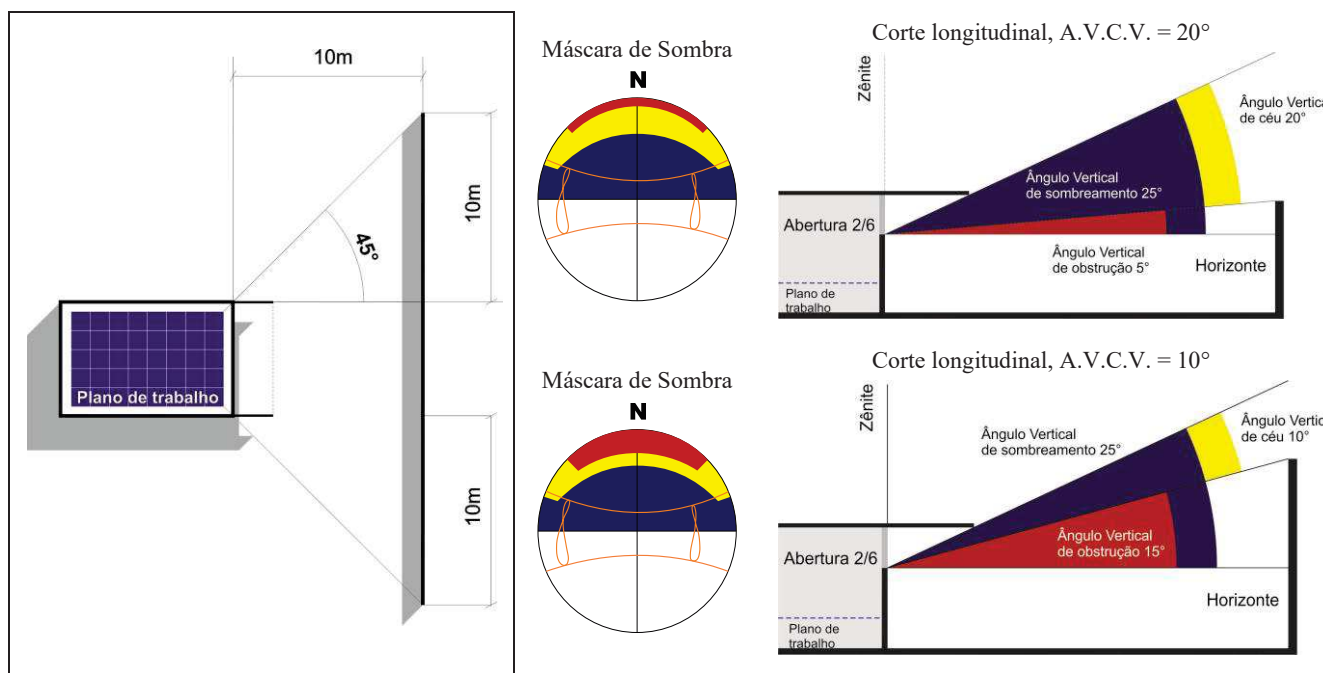 10m
10m
45°
Plano de trabalho
10m
Máscara de Sombra
N
Corte longitudinal, A.V.C.V. = 20°
Zênite
Ângulo Vertica
de céu 20°
Ângulo Vertical
de sombreamento 25°
Abertura 2/6
Ângulo Vertical
de obstrução 5°
Horizonte
Plano de
trabalho
Máscara de Sombra
N
Corte longitudinal, A.V.C.V. = 10°
Zênite
Ângulo Vertical
de sombreamento 25°
Ângulo Vertica
de céu 10°
Abertura 2/6
Ângulo Vertical
de obstrução 15°
Horizonte
Plano de
trabalho